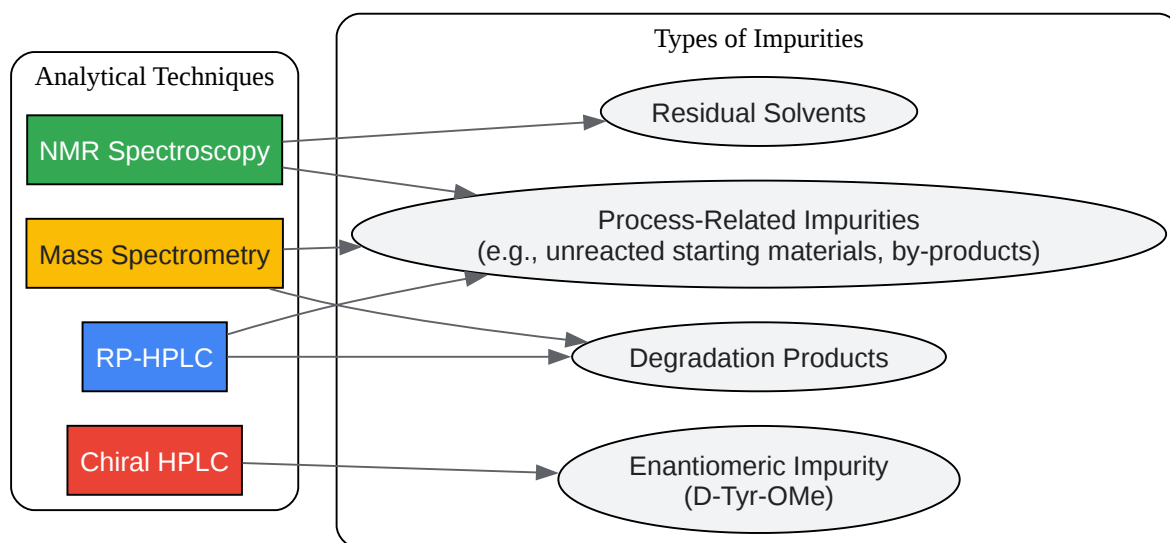 Analytical Techniques
NMR Spectroscopy
Mass Spectrometry
RP-HPLC
Chiral HPLC
Types of Impurities
Residual Solvents
Process-Related Impurities
(e.g., unreacted starting materials, by-products)
Degradation Products
Enantiomeric Impurity
(D-Tyr-OMe)